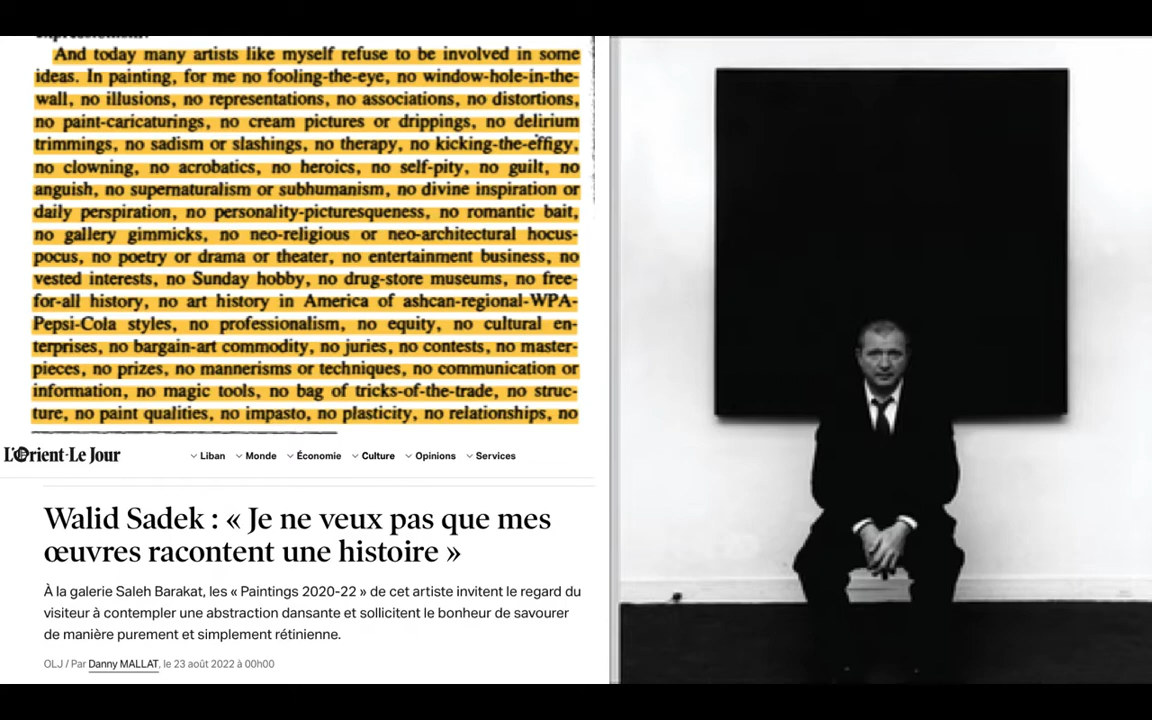 And today many artists like myself refuse to be involved in some
ideas. In painting, for me no fooling-the-eye, no window-hole-in-the-
wall, no illusions, no representations, no associations, no distortions,
no paint-caricaturings, no cream pictures or drippings, no delirium
trimmings, no sadism or slashings, no therapy, no kicking-the-effigy,
no clowning, no acrobatics, no heroics, no self-pity, no guilt, no
anguish, no supernaturalism or subhumanism, no divine inspiration or
daily perspiration, no personality-picturesqueness, no romantic bait,
no gallery gimmicks, no neo-religious or neo-architectural hocus-
pocus, no poetry or drama or theater, no entertainment business, no
vested interests, no Sunday hobby, no drug-store museums, no free-
for-all history, no art history in America of ashcan-regional-WPA-
Pepsi-Cola styles, no professionalism, no equity, no cultural en-
terprises, no bargain-art commodity, no juries, no contests, no master-
pieces, no prizes, no mannerisms or techniques, no communication or
information, no magic tools, no bag of tricks-of-the-trade, no struc-
ture, no paint qualities, no impasto, no plasticity, no relationships, no
L'Orient-Le Jour Liban Monde Économie Culture Opinions Services
Walid Sadek : « Je ne veux pas que mes
œuvres racontent une histoire »
À la galerie Saleh Barakat, les « Paintings 2020-22 » de cet artiste invitent le regard du
visiteur à contempler une abstraction dansante et sollicitent le bonheur de savourer
de manière purement et simplement rétinienne.
OLJ / Par Danny MALLAT, le 23 août 2022 à 00h00